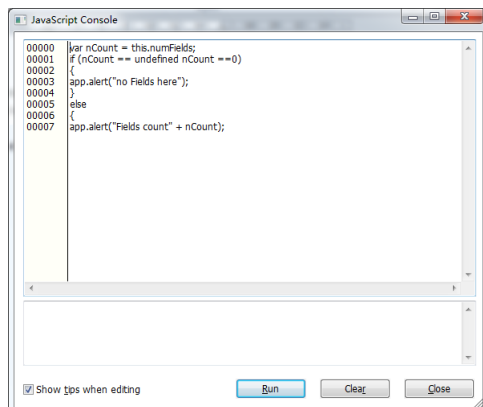 JavaScript Console
00000 var nCount = this.numFields;
00001 if (nCount == undefined nCount ==0)
00002 {
00003 app.alert("no Fields here");
00004 }
00005 else
00006 {
00007 app.alert("Fields count" + nCount);
Show tips when editing
Run
Clear
Close